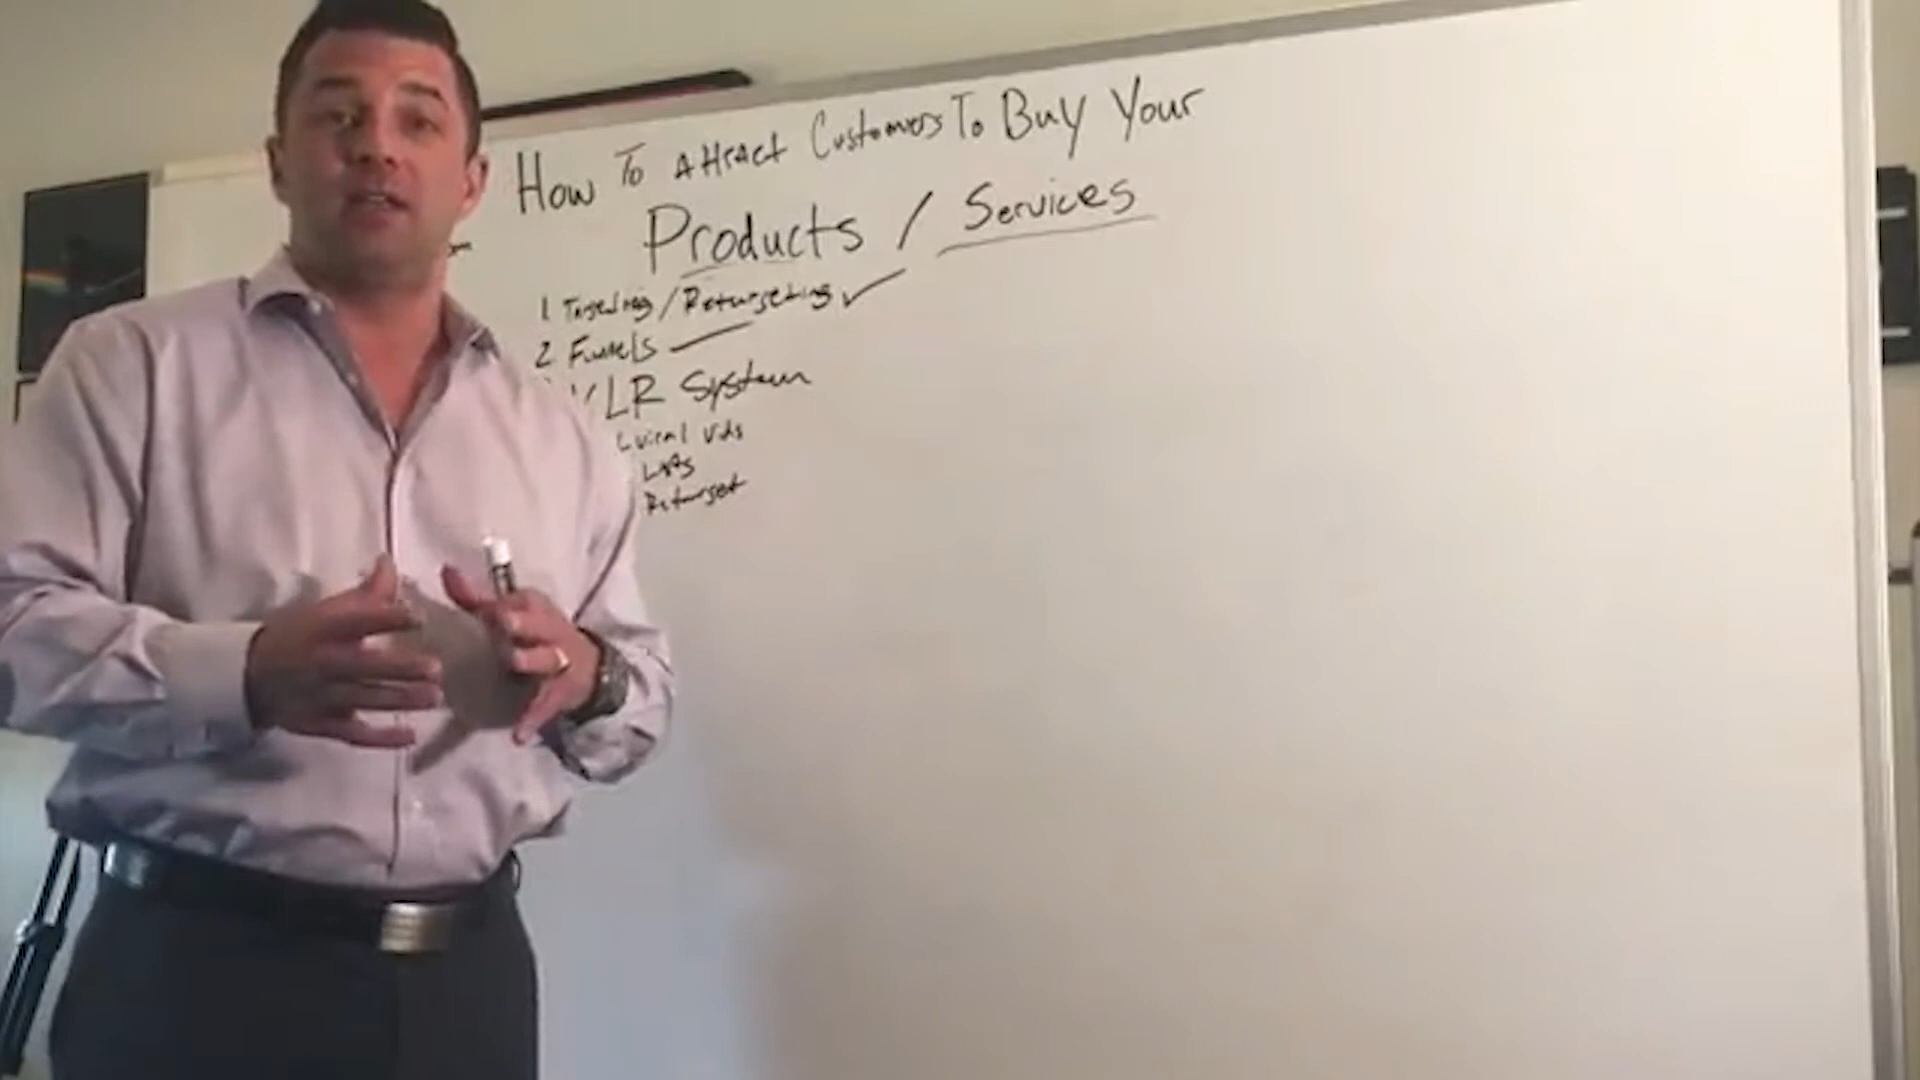 How To Attract Customers To Buy Your
Products / Services
1 Targeting / Retargeting ✓
2 Funnels
VLR System
Viral Vids
Retarget